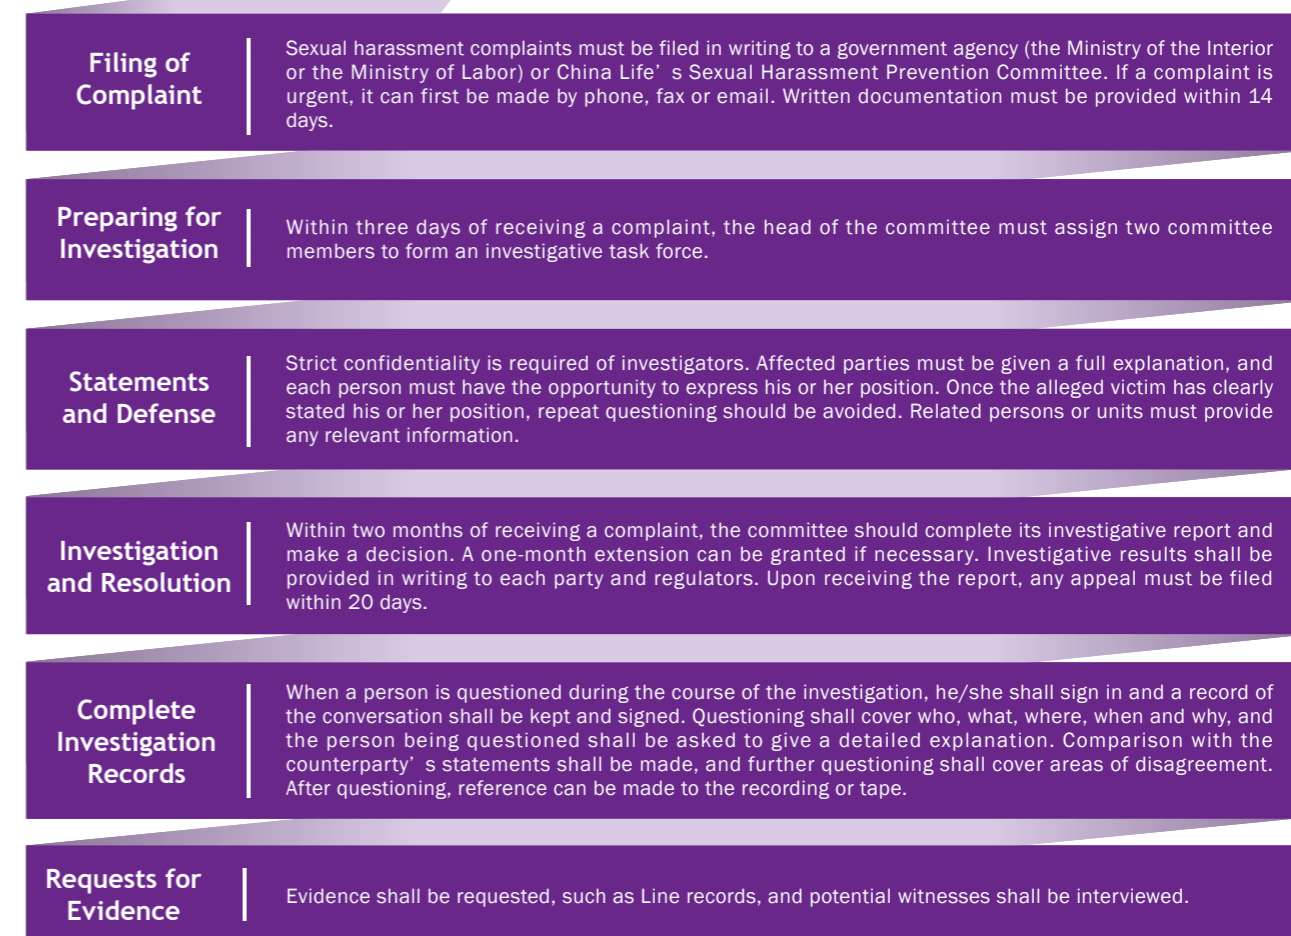 Filing of
Complaint
Sexual harassment complaints must be filed in writing to a government agency (the Ministry of the Interior
or the Ministry of Labor) or China Life’ s Sexual Harassment Prevention Committee. If a complaint is
urgent, it can first be made by phone, fax or email. Written documentation must be provided within 14
days.
Preparing for
Investigation
Within three days of receiving a complaint, the head of the committee must assign two committee
members to form an investigative task force.
Statements
and Defense
Strict confidentiality is required of investigators. Affected parties must be given a full explanation, and
each person must have the opportunity to express his or her position. Once the alleged victim has clearly
stated his or her position, repeat questioning should be avoided. Related persons or units must provide
any relevant information.
Investigation
and Resolution
Within two months of receiving a complaint, the committee should complete its investigative report and
make a decision. A one-month extension can be granted if necessary. Investigative results shall be
provided in writing to each party and regulators. Upon receiving the report, any appeal must be filed
within 20 days.
Complete
Investigation
Records
When a person is questioned during the course of the investigation, he/she shall sign in and a record of
the conversation shall be kept and signed. Questioning shall cover who, what, where, when and why, and
the person being questioned shall be asked to give a detailed explanation. Comparison with the
counterparty’ s statements shall be made, and further questioning shall cover areas of disagreement.
After questioning, reference can be made to the recording or tape.
Requests for
Evidence
Evidence shall be requested, such as Line records, and potential witnesses shall be interviewed.